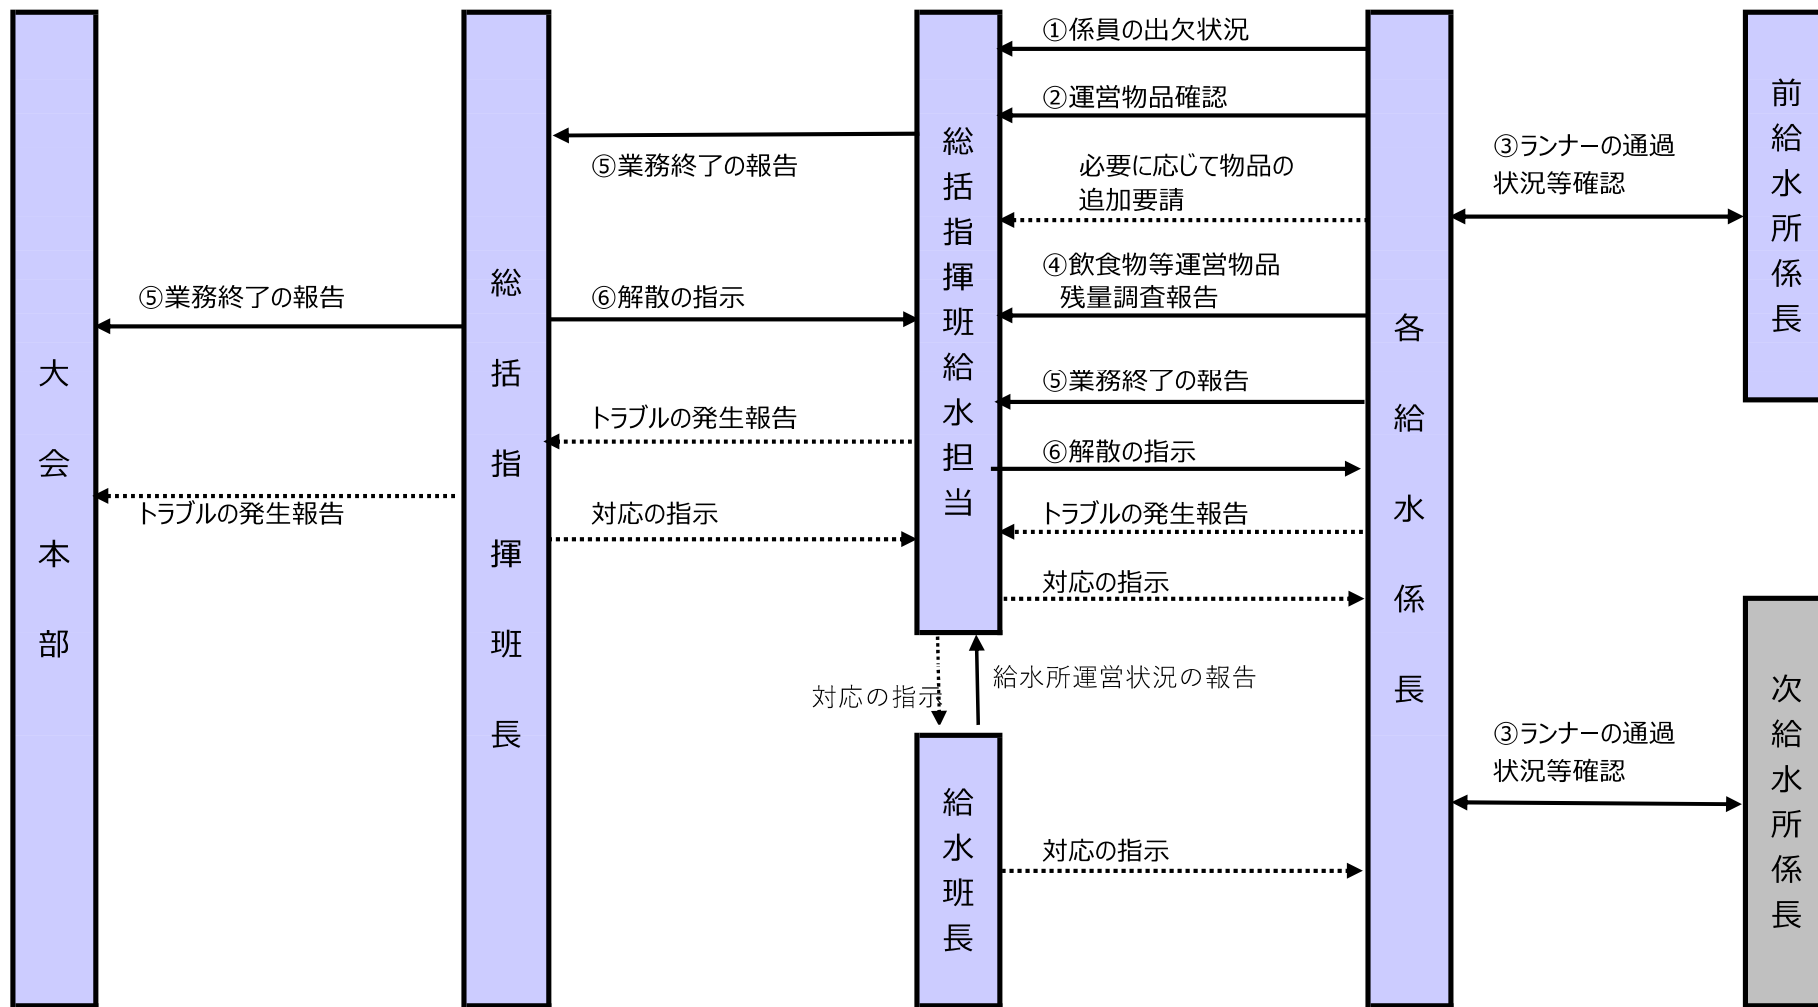 大会本部
⑤業務終了の報告
トラブルの発生報告
総括指揮班長
⑤業務終了の報告
⑥解散の指示
トラブルの発生報告
対応の指示
総括指揮班給水担当
対応の指示
給水所運営状況の報告
給水班長
①係員の出欠状況
②運営物品確認
必要に応じて物品の
追加要請
④飲食物等運営物品
残量調査報告
⑤業務終了の報告
⑥解散の指示
トラブルの発生報告
対応の指示
対応の指示
各給水係長
③ランナーの通過
状況等確認
③ランナーの通過
状況等確認
前給水所係長
次給水所係長